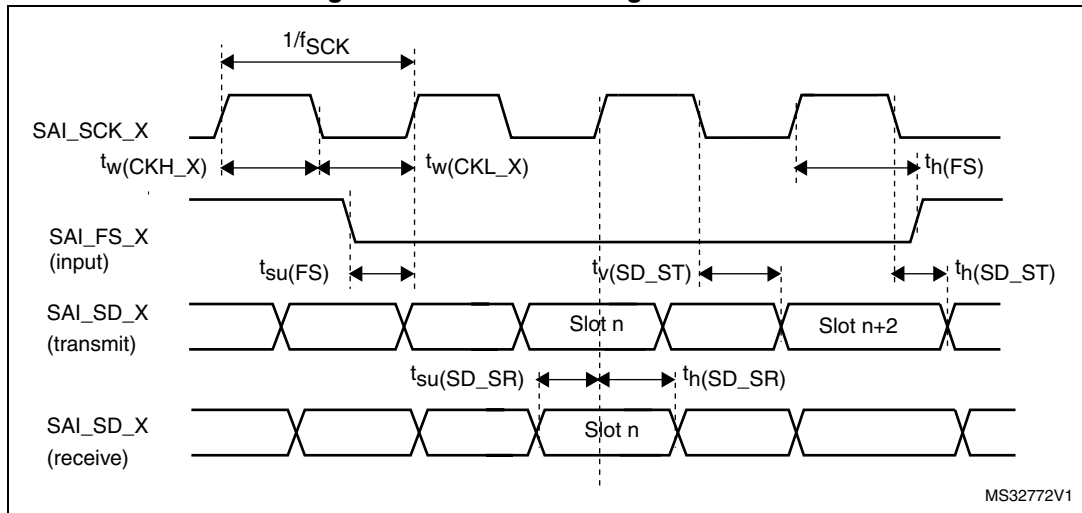 1/fSCK
SAI_SCK_X
tw(CKH_X)
tw(CKL_X)
th(FS)
SAI_FS_X
(input)
tsu(FS)
tv(SD_ST)
th(SD_ST)
SAI_SD_X
(transmit)
Slot n
Slot n+2
tsu(SD_SR)
th(SD_SR)
SAI_SD_X
(receive)
Slot n
MS32772V1